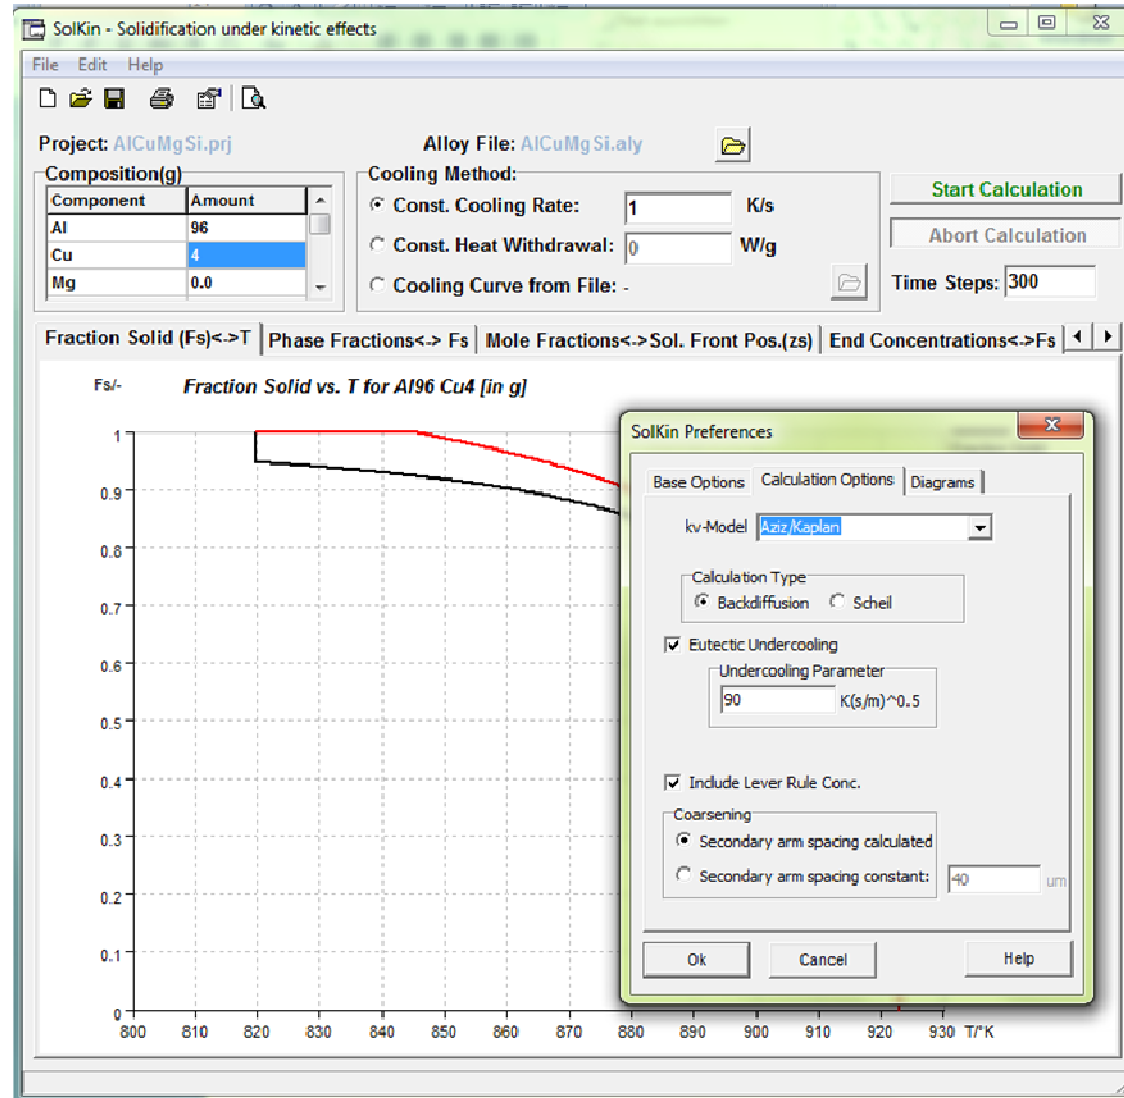 SolKin - Solidification under kinetic effects
File Edit Help
Project: AlCuMgSi.prj Alloy File: AlCuMgSi.aly
Composition(g)
Component Amount
Al 96
Cu 4
Mg 0.0
Cooling Method:
Const. Cooling Rate: 1 K/s
Const. Heat Withdrawal: 0 W/g
Cooling Curve from File: -
Start Calculation
Abort Calculation
Time Steps: 300
Fraction Solid (Fs)<->T Phase Fractions<-> Fs Mole Fractions<->Sol. Front Pos.(zs) End Concentrations<->Fs
Fs/- Fraction Solid vs. T for Al96 Cu4 [in g]
1
0.9
0.8
0.7
0.6
0.5
0.4
0.3
0.2
0.1
0
800 810 820 830 840 850 860 870 880 890 900 910 920 930 T/°K
SolKin Preferences
Base Options Calculation Options Diagrams
kv-Model Aziz/Kaplan
Calculation Type
Backdiffusion Scheil
Eutectic Undercooling
Undercooling Parameter
90 K(s/m)^0.5
Include Lever Rule Conc.
Coarsening
Secondary arm spacing calculated
Secondary arm spacing constant: 40 um
Ok Cancel Help